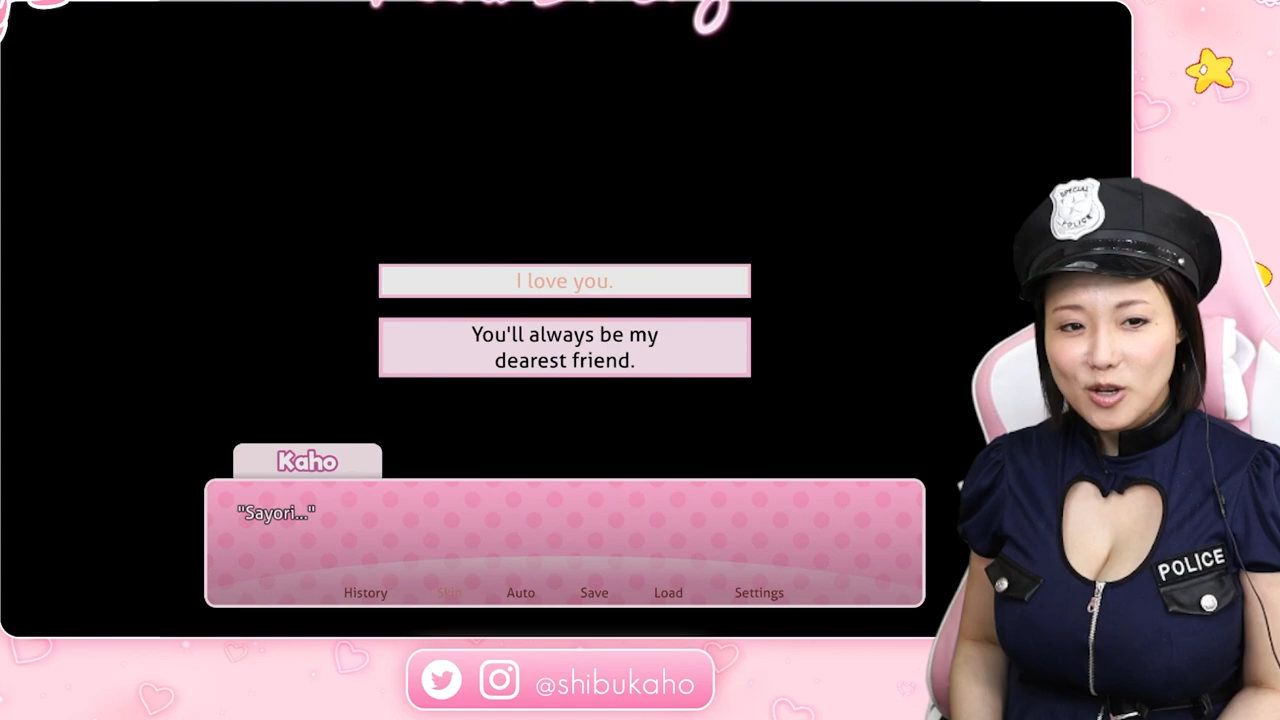 I love you.
You'll always be my
dearest friend.
Kaho
"Sayori..."
History Skip Auto Save Load Settings
@shibukaho
SPECIAL
POLICE
POLICE